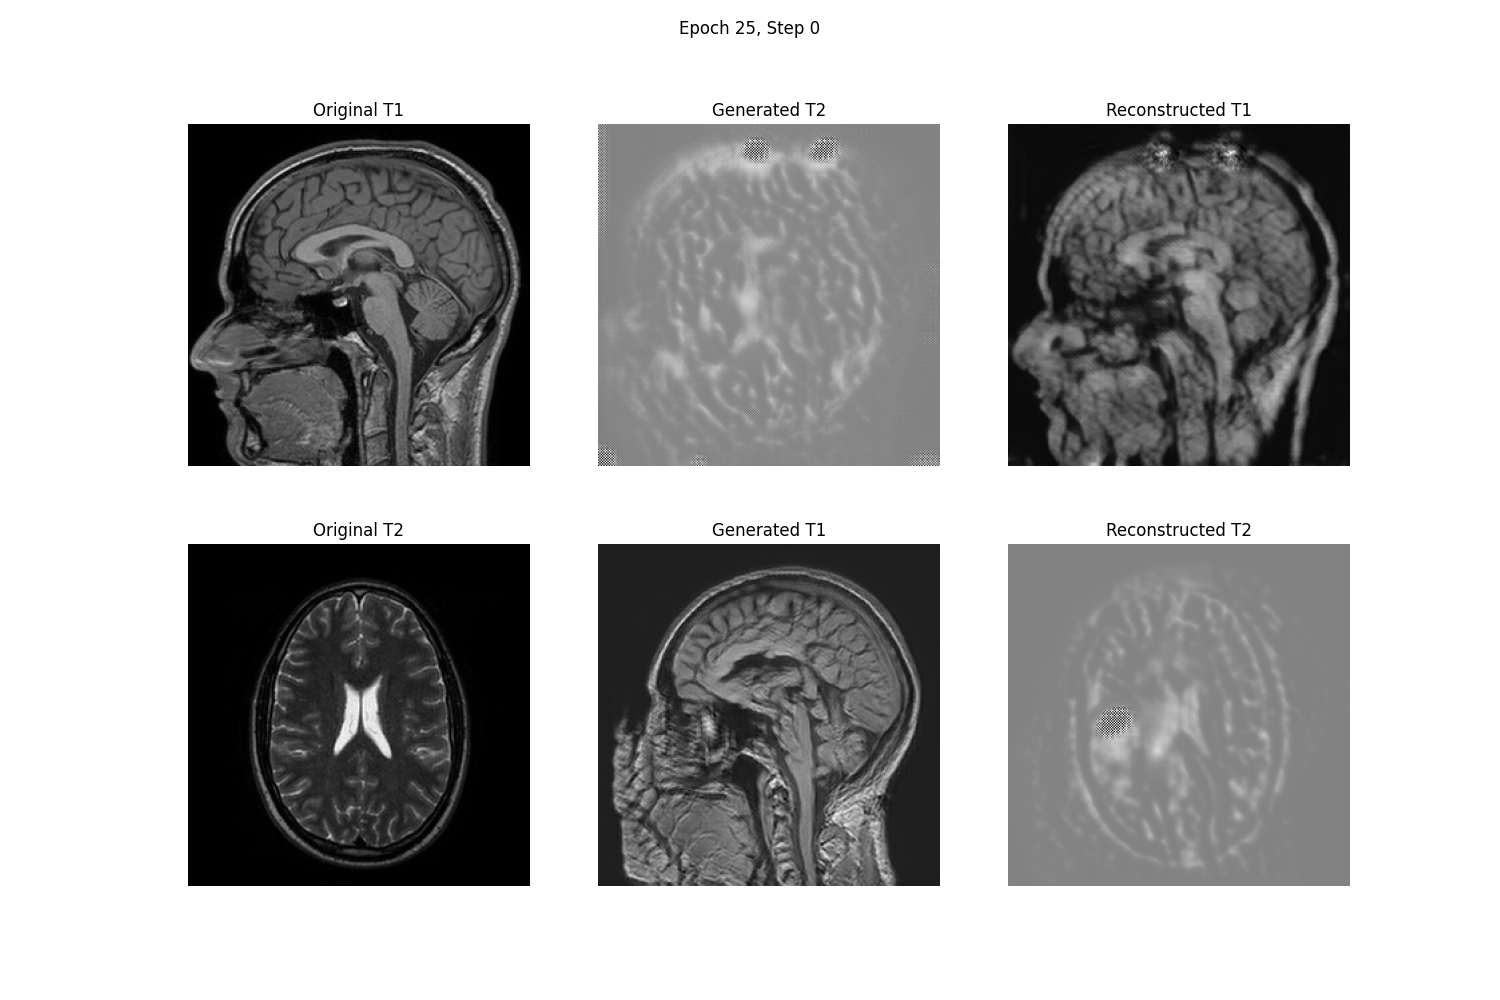 Epoch 25, Step 0
Original T1
Generated T2
Reconstructed T1
Original T2
Generated T1
Reconstructed T2